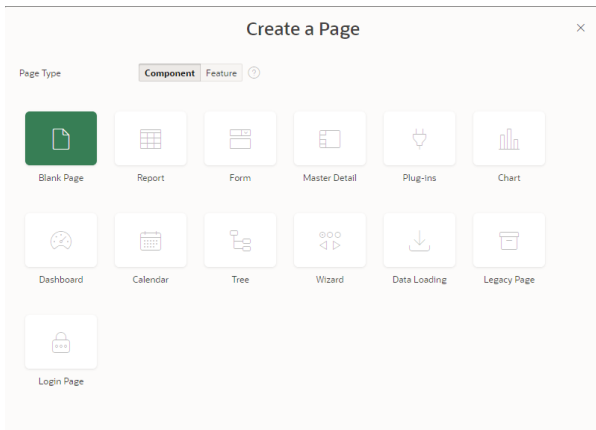 Create a Page
Page Type Component Feature
Blank Page Report Form Master Detail Plug-ins Chart
Dashboard Calendar Tree Wizard Data Loading Legacy Page
Login Page